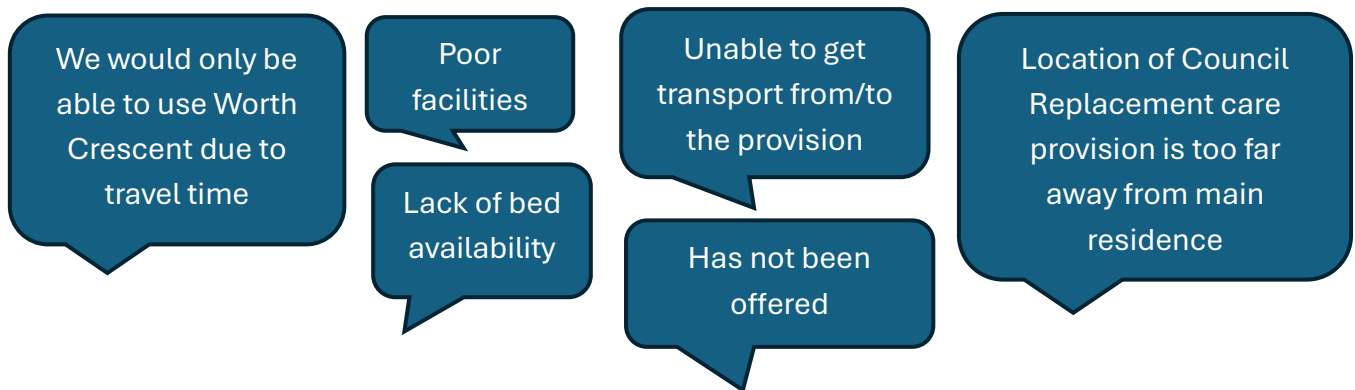 We would only be
able to use Worth
Crescent due to
travel time
Poor
facilities
Lack of bed
availability
Unable to get
transport from/to
the provision
Has not been
offered
Location of Council
Replacement care
provision is too far
away from main
residence